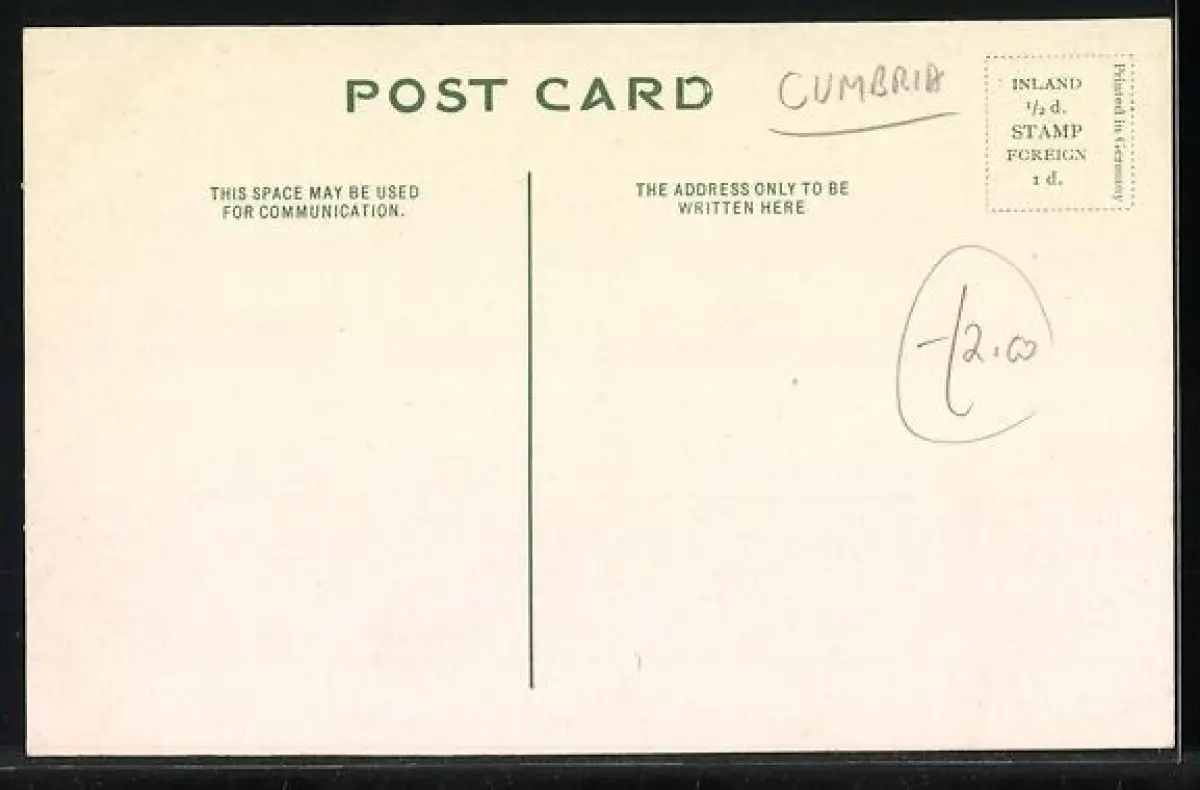 POST CARD
CUMBRIA
INLAND
1/2 d.
STAMP
FOREIGN
1 d.
Printed in Germany
THIS SPACE MAY BE USED
FOR COMMUNICATION.
THE ADDRESS ONLY TO BE
WRITTEN HERE
£2.00